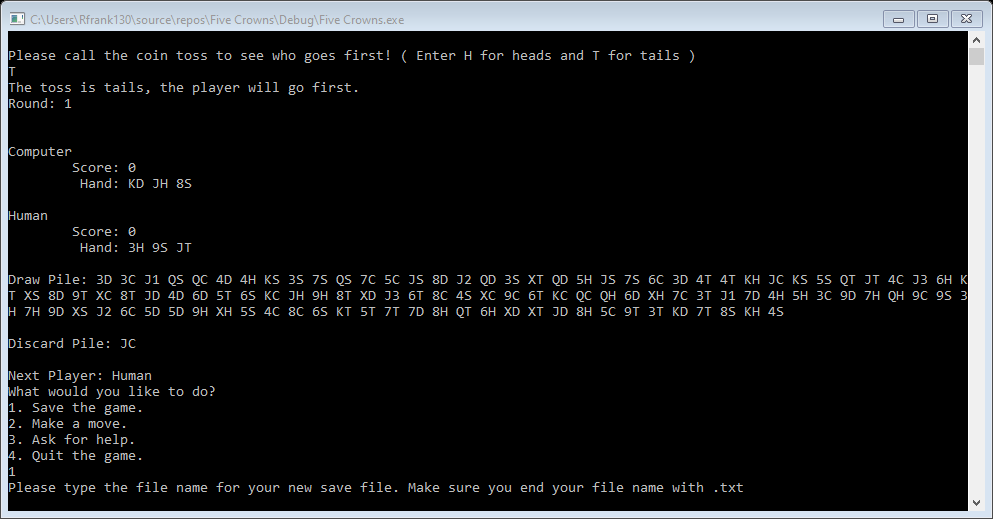 C:\Users\Rfrank130\source\repos\Five Crowns\Debug\Five Crowns.exe
Please call the coin toss to see who goes first! ( Enter H for heads and T for tails )
T
The toss is tails, the player will go first.
Round: 1
Computer
Score: 0
Hand: KD JH 8S
Human
Score: 0
Hand: 3H 9S JT
Draw Pile: 3D 3C J1 QS QC 4D 4H KS 3S 7S QS 7C 5C JS 8D J2 QD 3S XT QD 5H JS 7S 6C 3D 4T 4T KH JC KS 5S QT JT 4C J3 6H K
T XS 8D 9T XC 8T JD 4D 6D 5T 6S KC JH 9H 8T XD J3 6T 8C 4S XC 9C 6T KC QC QH 6D XH 7C 3T J1 7D 4H 5H 3C 9D 7H QH 9C 9S 3
H 7H 9D XS J2 6C 5D 5D 9H XH 5S 4C 8C 6S KT 5T 7T 7D 8H QT 6H XD XT JD 8H 5C 9T 3T KD 7T 8S KH 4S
Discard Pile: JC
Next Player: Human
What would you like to do?
1. Save the game.
2. Make a move.
3. Ask for help.
4. Quit the game.
1
Please type the file name for your new save file. Make sure you end your file name with .txt